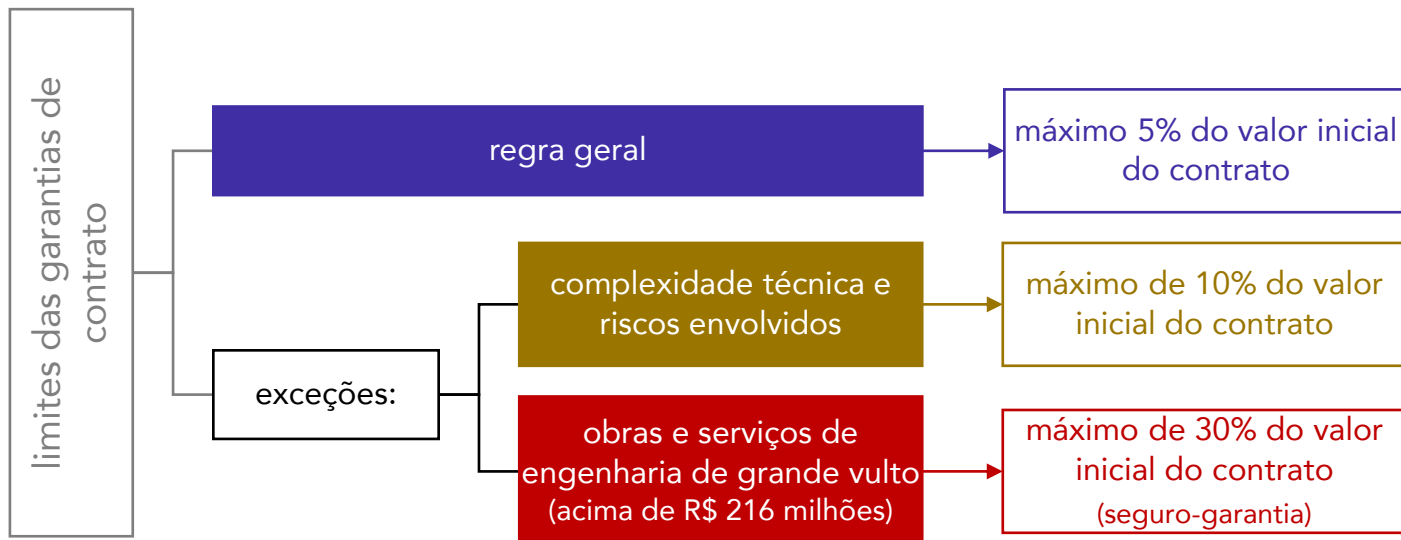 limites das garantias de
contrato
regra geral
máximo 5% do valor inicial
do contrato
exceções:
complexidade técnica e
riscos envolvidos
máximo de 10% do valor
inicial do contrato
obras e serviços de
engenharia de grande vulto
(acima de R$ 216 milhões)
máximo de 30% do valor
inicial do contrato
(seguro-garantia)